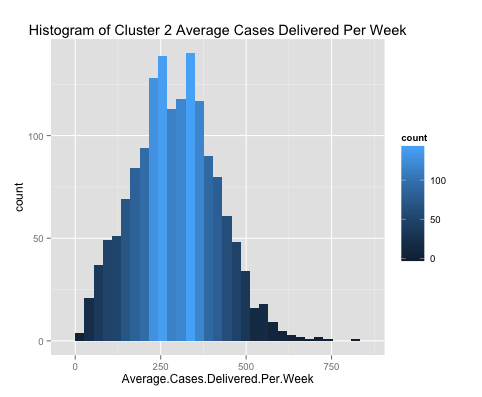 Histogram of Cluster 2 Average Cases Delivered Per Week
count
100
50
0
0 250 500 750
Average.Cases.Delivered.Per.Week
count
100
50
0